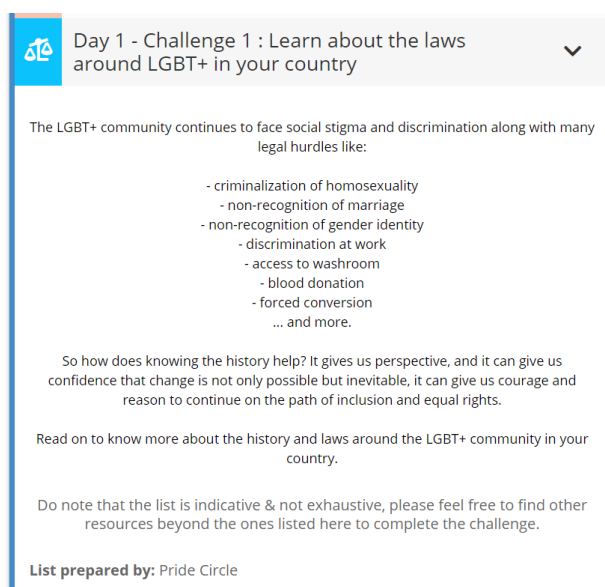 Day 1 - Challenge 1 : Learn about the laws
around LGBT+ in your country
The LGBT+ community continues to face social stigma and discrimination along with many
legal hurdles like:
- criminalization of homosexuality
- non-recognition of marriage
- non-recognition of gender identity
- discrimination at work
- access to washroom
- blood donation
- forced conversion
... and more.
So how does knowing the history help? It gives us perspective, and it can give us
confidence that change is not only possible but inevitable, it can give us courage and
reason to continue on the path of inclusion and equal rights.
Read on to know more about the history and laws around the LGBT+ community in your
country.
Do note that the list is indicative & not exhaustive, please feel free to find other
resources beyond the ones listed here to complete the challenge.
List prepared by: Pride Circle